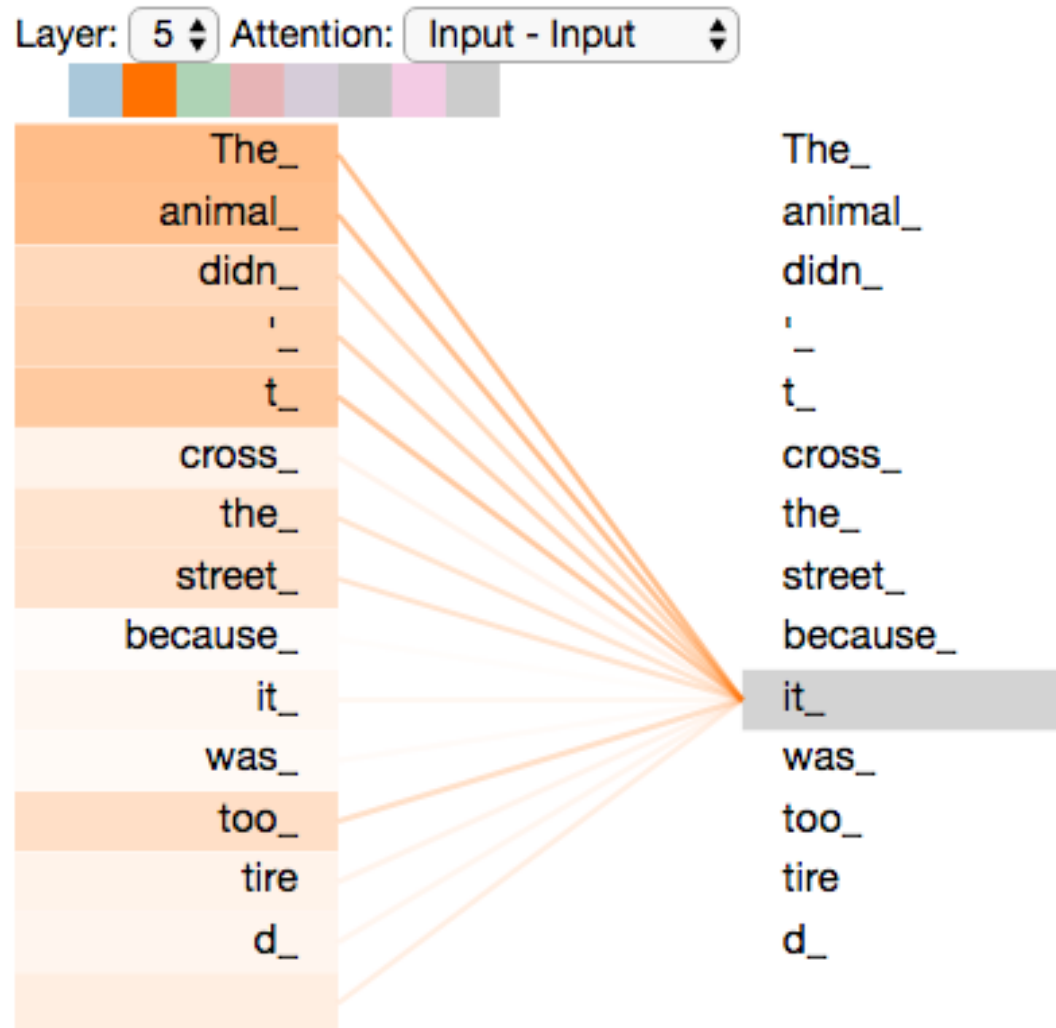 Layer: 5 Attention: Input - Input
The_ The_
animal_ animal_
didn_ didn_
'_ '_
t_ t_
cross_ cross_
the_ the_
street_ street_
because_ because_
it_ it_
was_ was_
too_ too_
tire tire
d_ d_